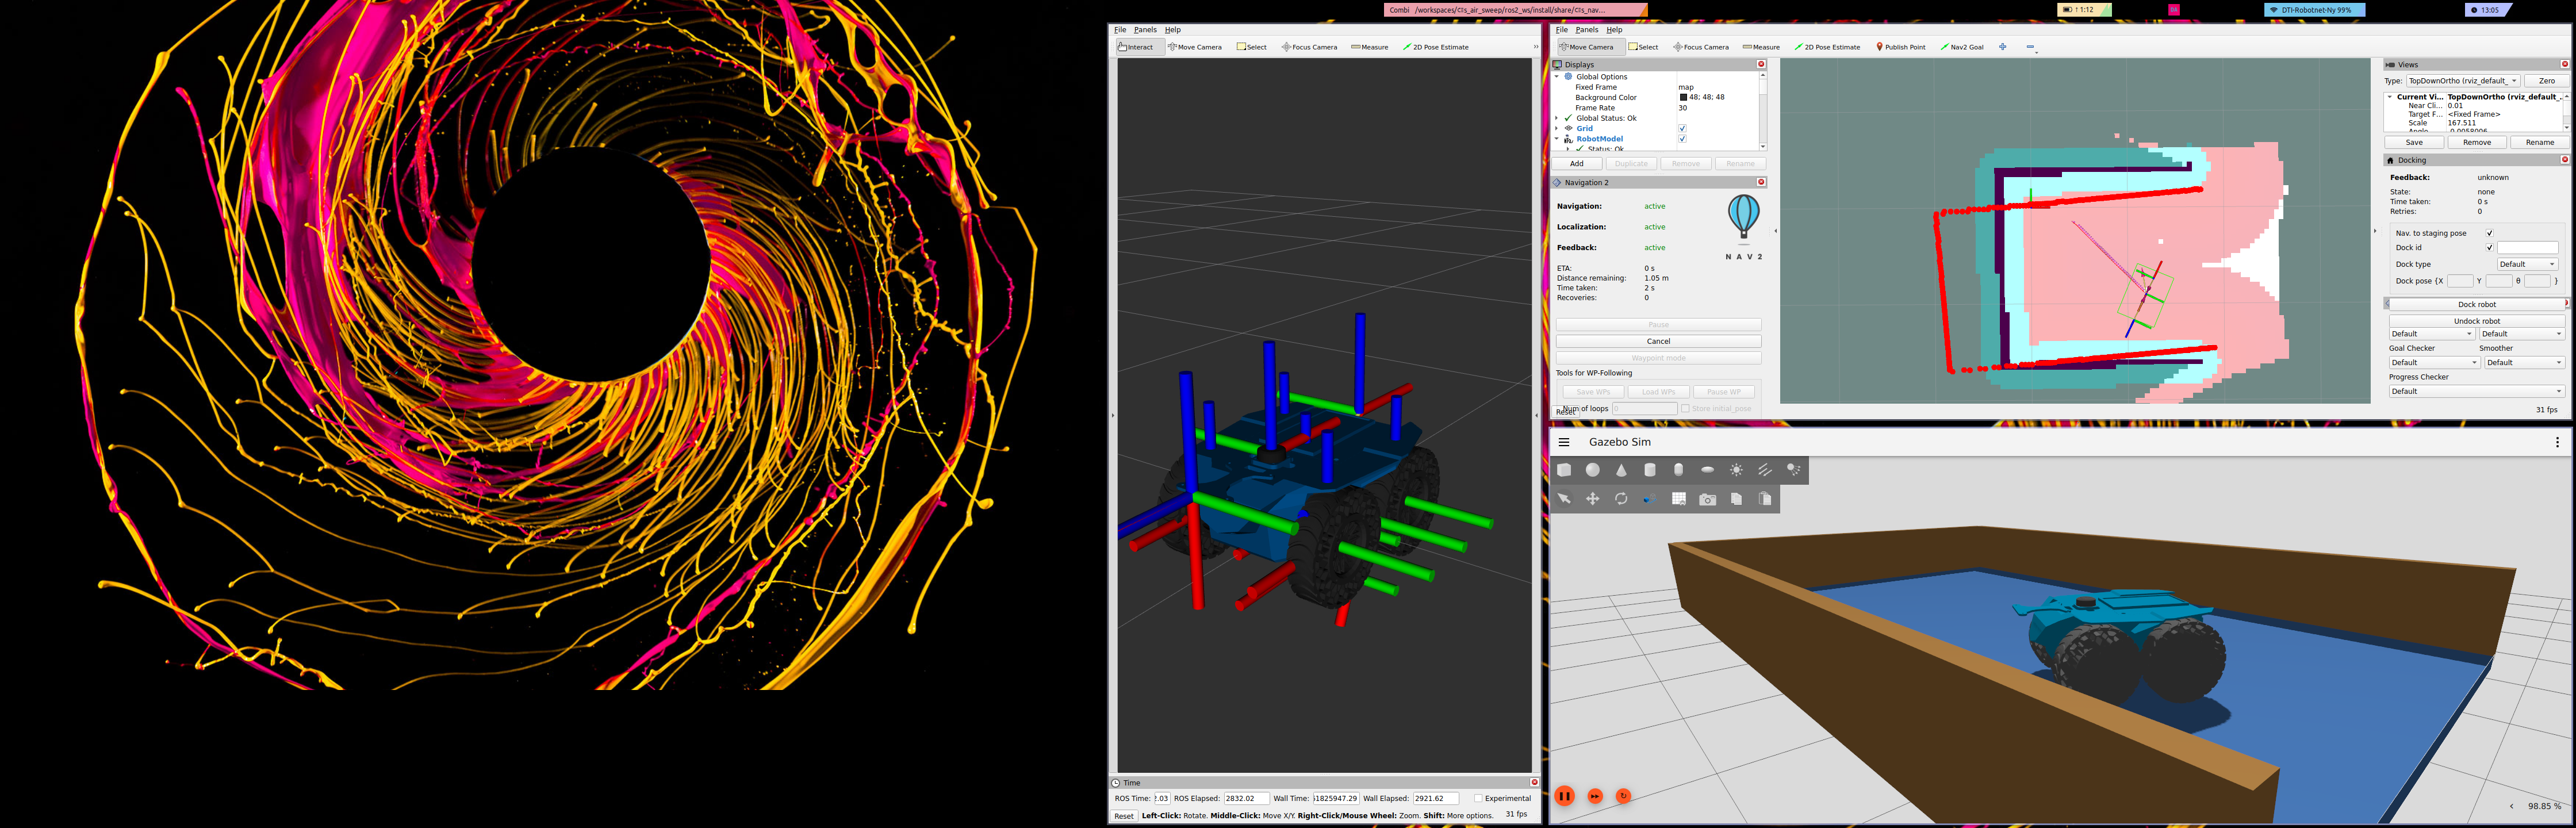 Combi
1:12
DTI-Robotnet-Ny 99%
13:05
File Panels Help
Interact Move Camera Select Focus Camera Measure 2D Pose Estimate
Time
ROS Time: 2.03 ROS Elapsed: 2832.02 Wall Time: 1825947.29 Wall Elapsed: 2921.62 Experimental
Reset Left-Click: Rotate. Middle-Click: Move X/Y. Right-Click/Mouse Wheel: Zoom. Shift: More options. 31 fps
File Panels Help
Move Camera Select Focus Camera Measure 2D Pose Estimate Publish Point Nav2 Goal
Displays
Global Options
Fixed Frame map
Background Color 48; 48; 48
Frame Rate 30
Global Status: Ok
Grid
RobotModel
Status: Ok
Add Duplicate Remove Rename
Navigation 2
Navigation: active
Localization: active
Feedback: active
N A V 2
ETA: 0 s
Distance remaining: 1.05 m
Time taken: 2 s
Recoveries: 0
Pause
Cancel
Waypoint mode
Tools for WP-Following
Save WPs Load WPs Pause WP
Num of loops 0 Store initial_pose
Reset
Views
Type: TopDownOrtho (rviz_default_ Zero
Current Vi... TopDownOrtho (rviz_default_...
Near Cli... 0.01
Target F... <Fixed Frame>
Scale 167.511
Angle -0.0058006
Save Remove Rename
Docking
Feedback: unknown
State: none
Time taken: 0 s
Retries: 0
Nav. to staging pose
Dock id
Dock type Default
Dock pose {X Y θ }
Dock robot
Undock robot
Default Default
Goal Checker Smoother
Default Default
Progress Checker
Default
31 fps
Gazebo Sim
98.85 %